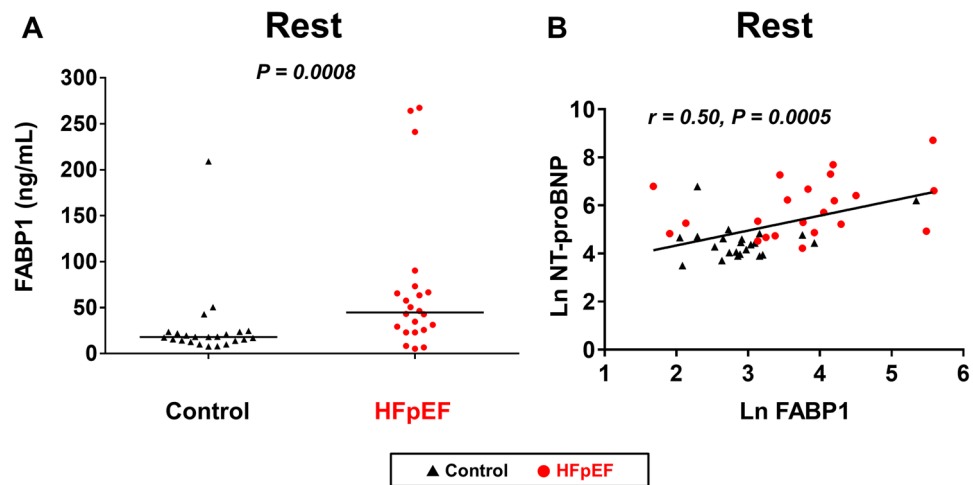 A
Rest
P = 0.0008
FABP1 (ng/mL)
300
250
200
150
100
50
0
Control
HFpEF
B
Rest
r = 0.50, P = 0.0005
Ln NT-proBNP
10
8
6
4
2
0
1 2 3 4 5 6
Ln FABP1
Control HFpEF